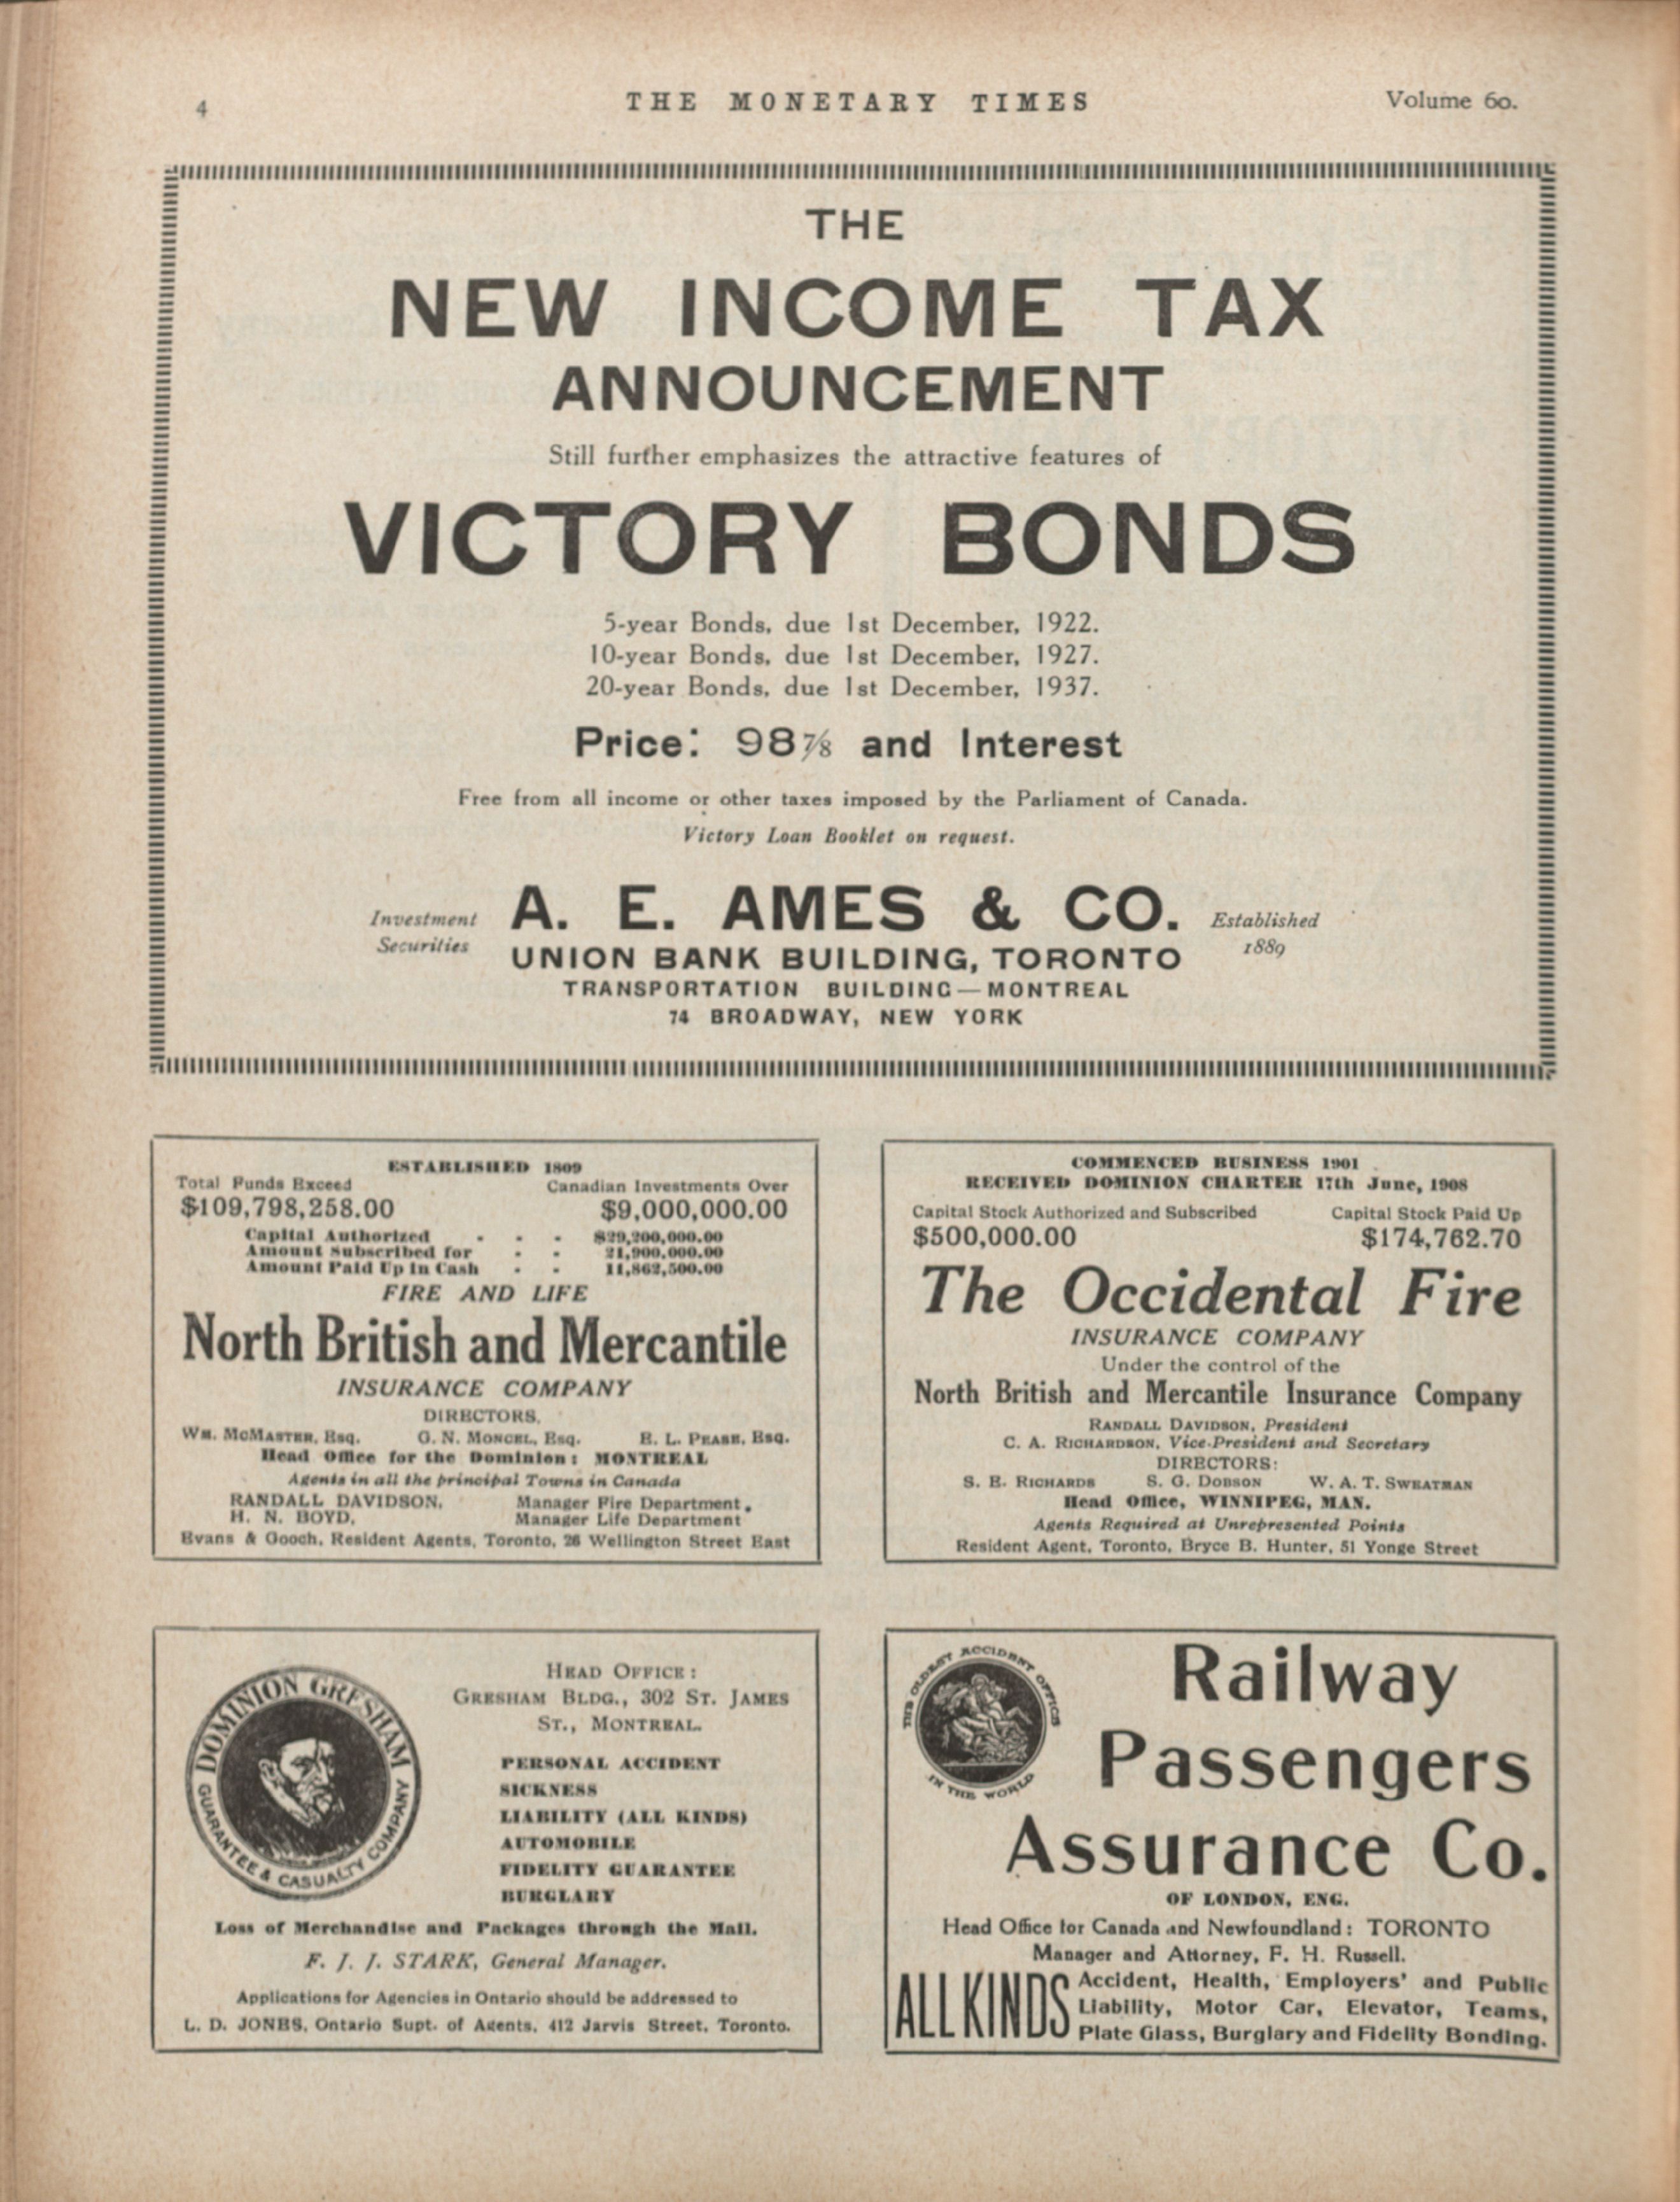 4
THE MONETARY TIMES
Volume 60.
THE
NEW INCOME TAX
ANNOUNCEMENT
Still further emphasizes the attractive features of
VICTORY BONDS
5-year Bonds, due 1st December, 1922.
10-year Bonds, due 1st December, 1927.
20-year Bonds, due 1st December, 1937.
Price: 98⅞ and Interest
Free from all income or other taxes imposed by the Parliament of Canada.
Victory Loan Booklet on request.
Investment
Securities
A. E. AMES & CO.
Established
1889
UNION BANK BUILDING, TORONTO
TRANSPORTATION BUILDING—MONTREAL
74 BROADWAY, NEW YORK
ESTABLISHED 1809
Total Funds Exceed
Canadian Investments Over
$109,798,258.00
$9,000,000.00
Capital Authorized - - - $29,200,000.00
Amount Subscribed for - - 21,900,000.00
Amount Paid Up in Cash - - 11,862,500.00
FIRE AND LIFE
North British and Mercantile
INSURANCE COMPANY
DIRECTORS.
WM. MCMASTER, Esq. G. N. MONCEL, Esq. E. L. PEASE, Esq.
Head Office for the Dominion: MONTREAL
Agents in all the principal Towns in Canada
RANDALL DAVIDSON, Manager Fire Department.
H. N. BOYD, Manager Life Department
Evans & Gooch, Resident Agents, Toronto, 26 Wellington Street East
COMMENCED BUSINESS 1901
RECEIVED DOMINION CHARTER 17th June, 1908
Capital Stock Authorized and Subscribed
Capital Stock Paid Up
$500,000.00
$174,762.70
The Occidental Fire
INSURANCE COMPANY
Under the control of the
North British and Mercantile Insurance Company
RANDALL DAVIDSON, President
C. A. RICHARDSON, Vice-President and Secretary
DIRECTORS:
S. E. RICHARDS S. G. DOBSON W. A. T. SWEATMAN
Head Office, WINNIPEG, MAN.
Agents Required at Unrepresented Points
Resident Agent, Toronto, Bryce B. Hunter, 51 Yonge Street
DOMINION GRESHAM
GUARANTEE & CASUALTY COMPANY
HEAD OFFICE:
GRESHAM BLDG., 302 ST. JAMES
ST., MONTREAL.
PERSONAL ACCIDENT
SICKNESS
LIABILITY (ALL KINDS)
AUTOMOBILE
FIDELITY GUARANTEE
BURGLARY
Loss of Merchandise and Packages through the Mail.
F. J. J. STARK, General Manager.
Applications for Agencies in Ontario should be addressed to
L. D. JONES, Ontario Supt. of Agents, 412 Jarvis Street, Toronto.
THE OLDEST ACCIDENT OFFICE
IN THE WORLD
Railway
Passengers
Assurance Co.
OF LONDON, ENG.
Head Office for Canada and Newfoundland: TORONTO
Manager and Attorney, F. H. Russell.
ALL KINDS
Accident, Health, Employers' and Public
Liability, Motor Car, Elevator, Teams,
Plate Glass, Burglary and Fidelity Bonding.